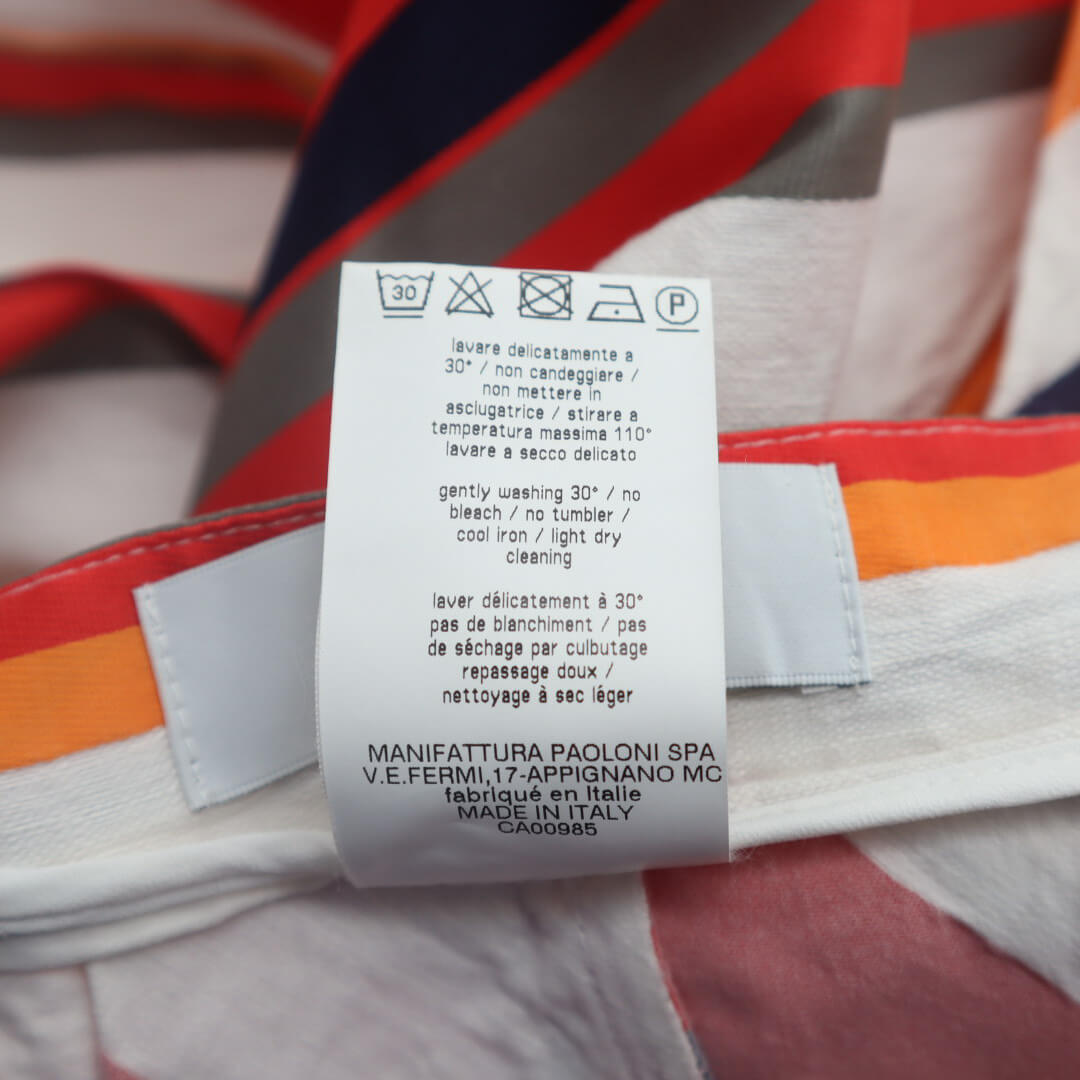 30 P
lavare delicatamente a
30° / non candeggiare /
non mettere in
asciugatrice / stirare a
temperatura massima 110°
lavare a secco delicato
gently washing 30° / no
bleach / no tumbler /
cool iron / light dry
cleaning
laver délicatement à 30°
pas de blanchiment / pas
de séchage par culbutage
repassage doux /
nettoyage à sec léger
MANIFATTURA PAOLONI SPA
V.E.FERMI,17-APPIGNANO MC
fabriqué en Italie
MADE IN ITALY
CA00985